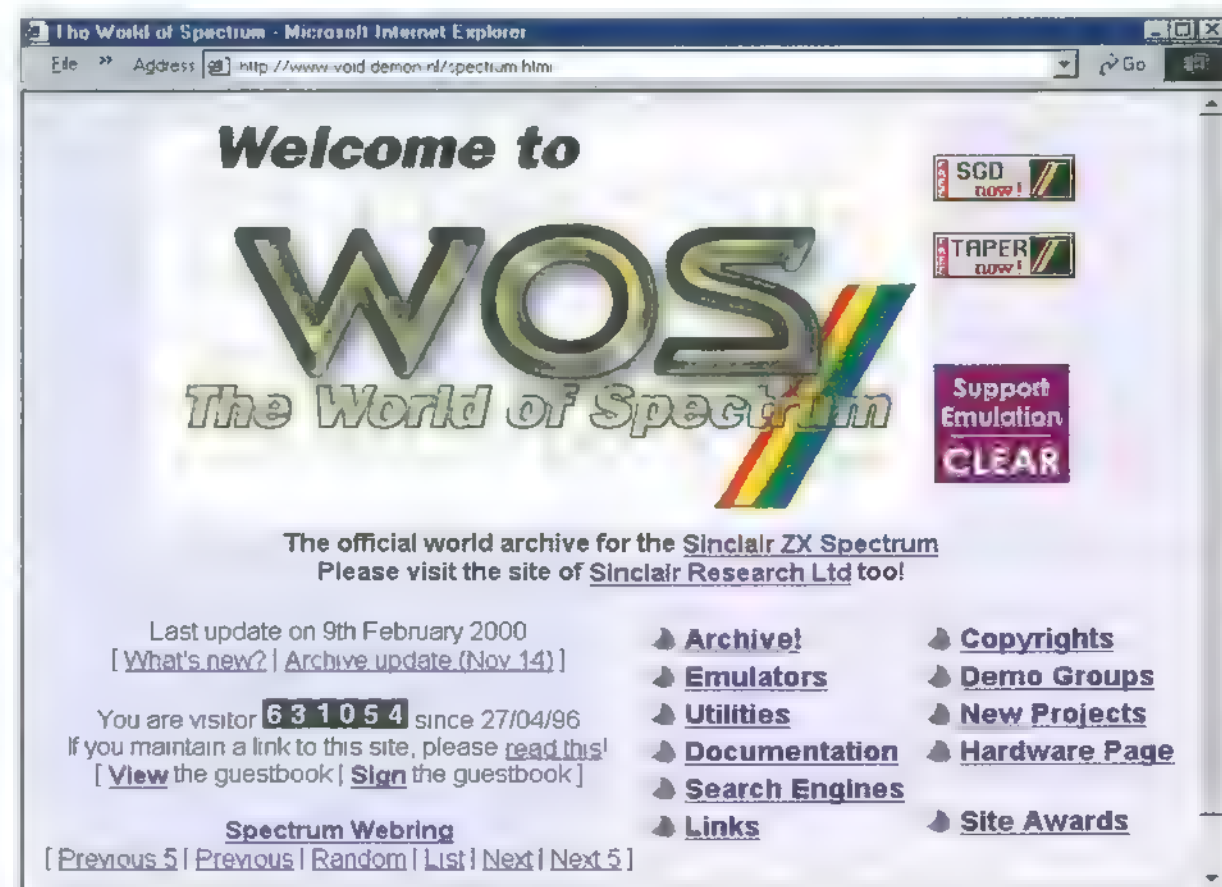 The World of Spectrum - Microsoft Internet Explorer
File » Address http://www.void.demon.nl/spectrum.html Go
Welcome to
WOS
The World of Spectrum
FREE SGD now!
FREE TAPER now!
Support
Emulation
CLEAR
The official world archive for the Sinclair ZX Spectrum
Please visit the site of Sinclair Research Ltd too!
Last update on 9th February 2000
[ What's new? | Archive update (Nov 14) ]
You are visitor 631054 since 27/04/96
If you maintain a link to this site, please read this!
[ View the guestbook | Sign the guestbook ]
Spectrum Webring
[ Previous 5 | Previous | Random | List | Next | Next 5 ]
Archive!
Emulators
Utilities
Documentation
Search Engines
Links
Copyrights
Demo Groups
New Projects
Hardware Page
Site Awards